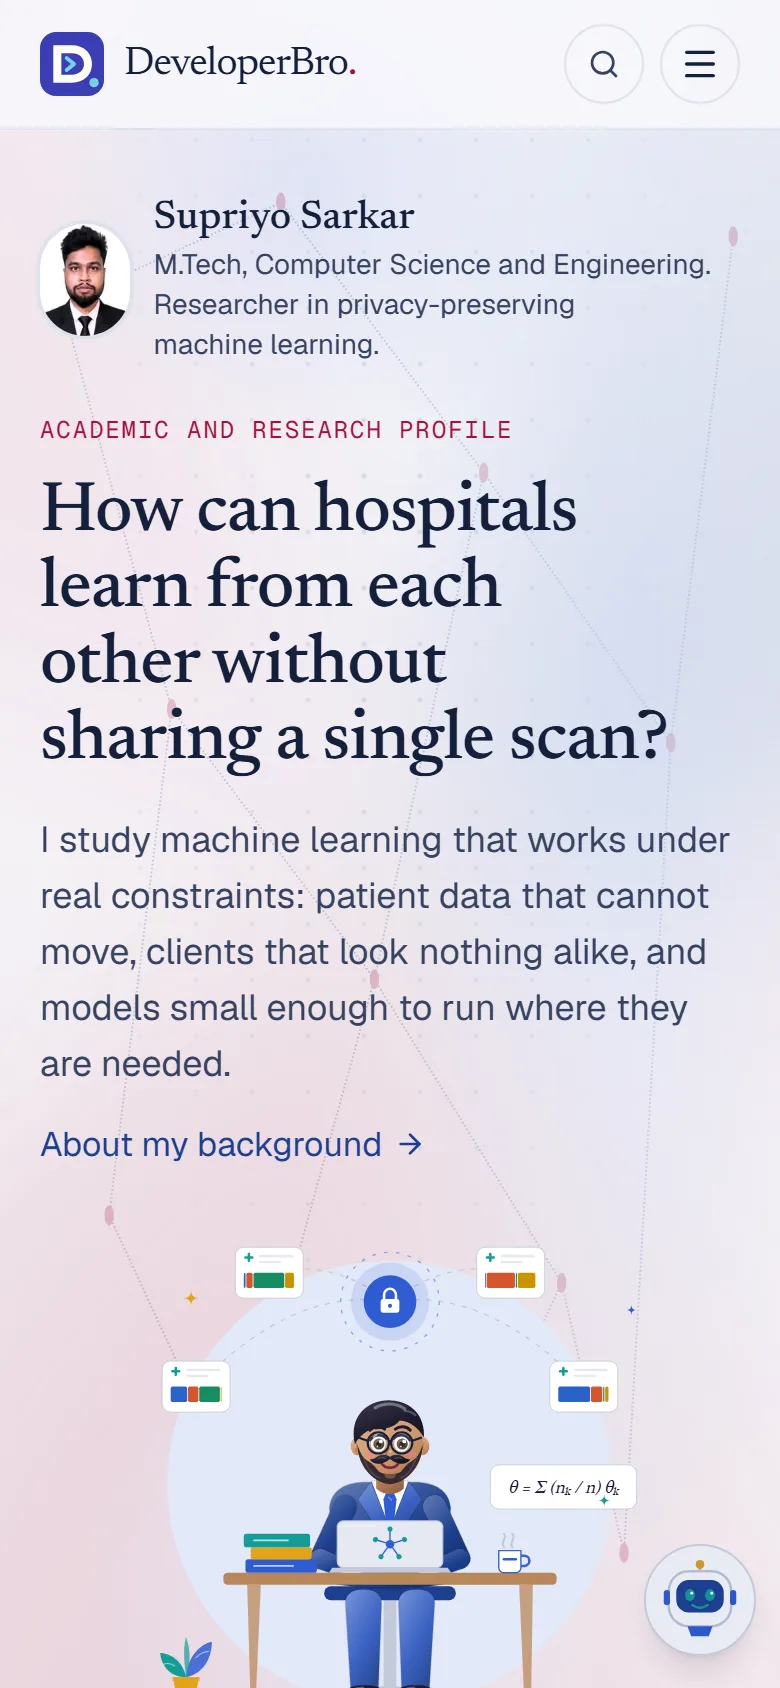 DeveloperBro.
Supriyo Sarkar
M.Tech, Computer Science and Engineering.
Researcher in privacy-preserving
machine learning.
ACADEMIC AND RESEARCH PROFILE
How can hospitals
learn from each
other without
sharing a single scan?
I study machine learning that works under
real constraints: patient data that cannot
move, clients that look nothing alike, and
models small enough to run where they
are needed.
About my background →
θ = Σ (nₖ / n) θₖ